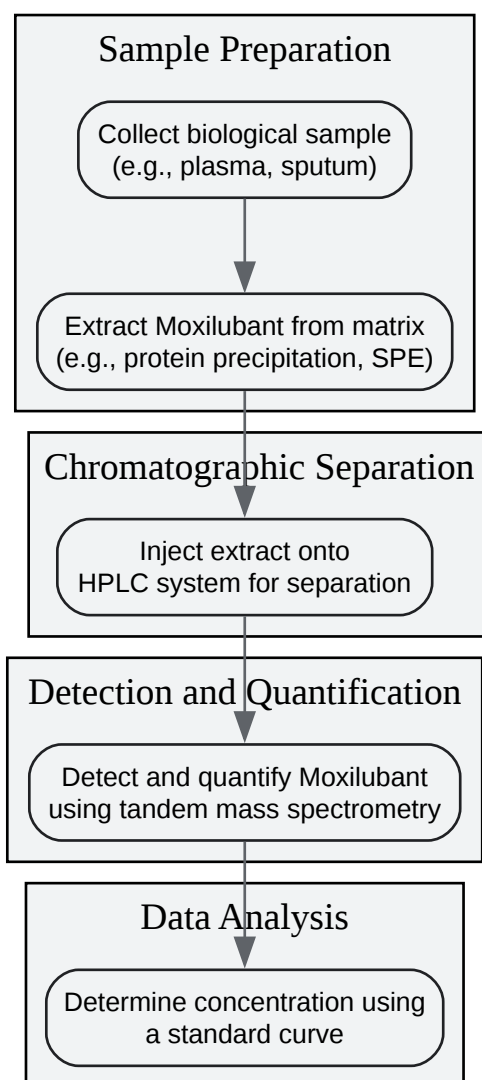 Sample Preparation
Collect biological sample
(e.g., plasma, sputum)
Extract Moxilubant from matrix
(e.g., protein precipitation, SPE)
Chromatographic Separation
Inject extract onto
HPLC system for separation
Detection and Quantification
Detect and quantify Moxilubant
using tandem mass spectrometry
Data Analysis
Determine concentration using
a standard curve